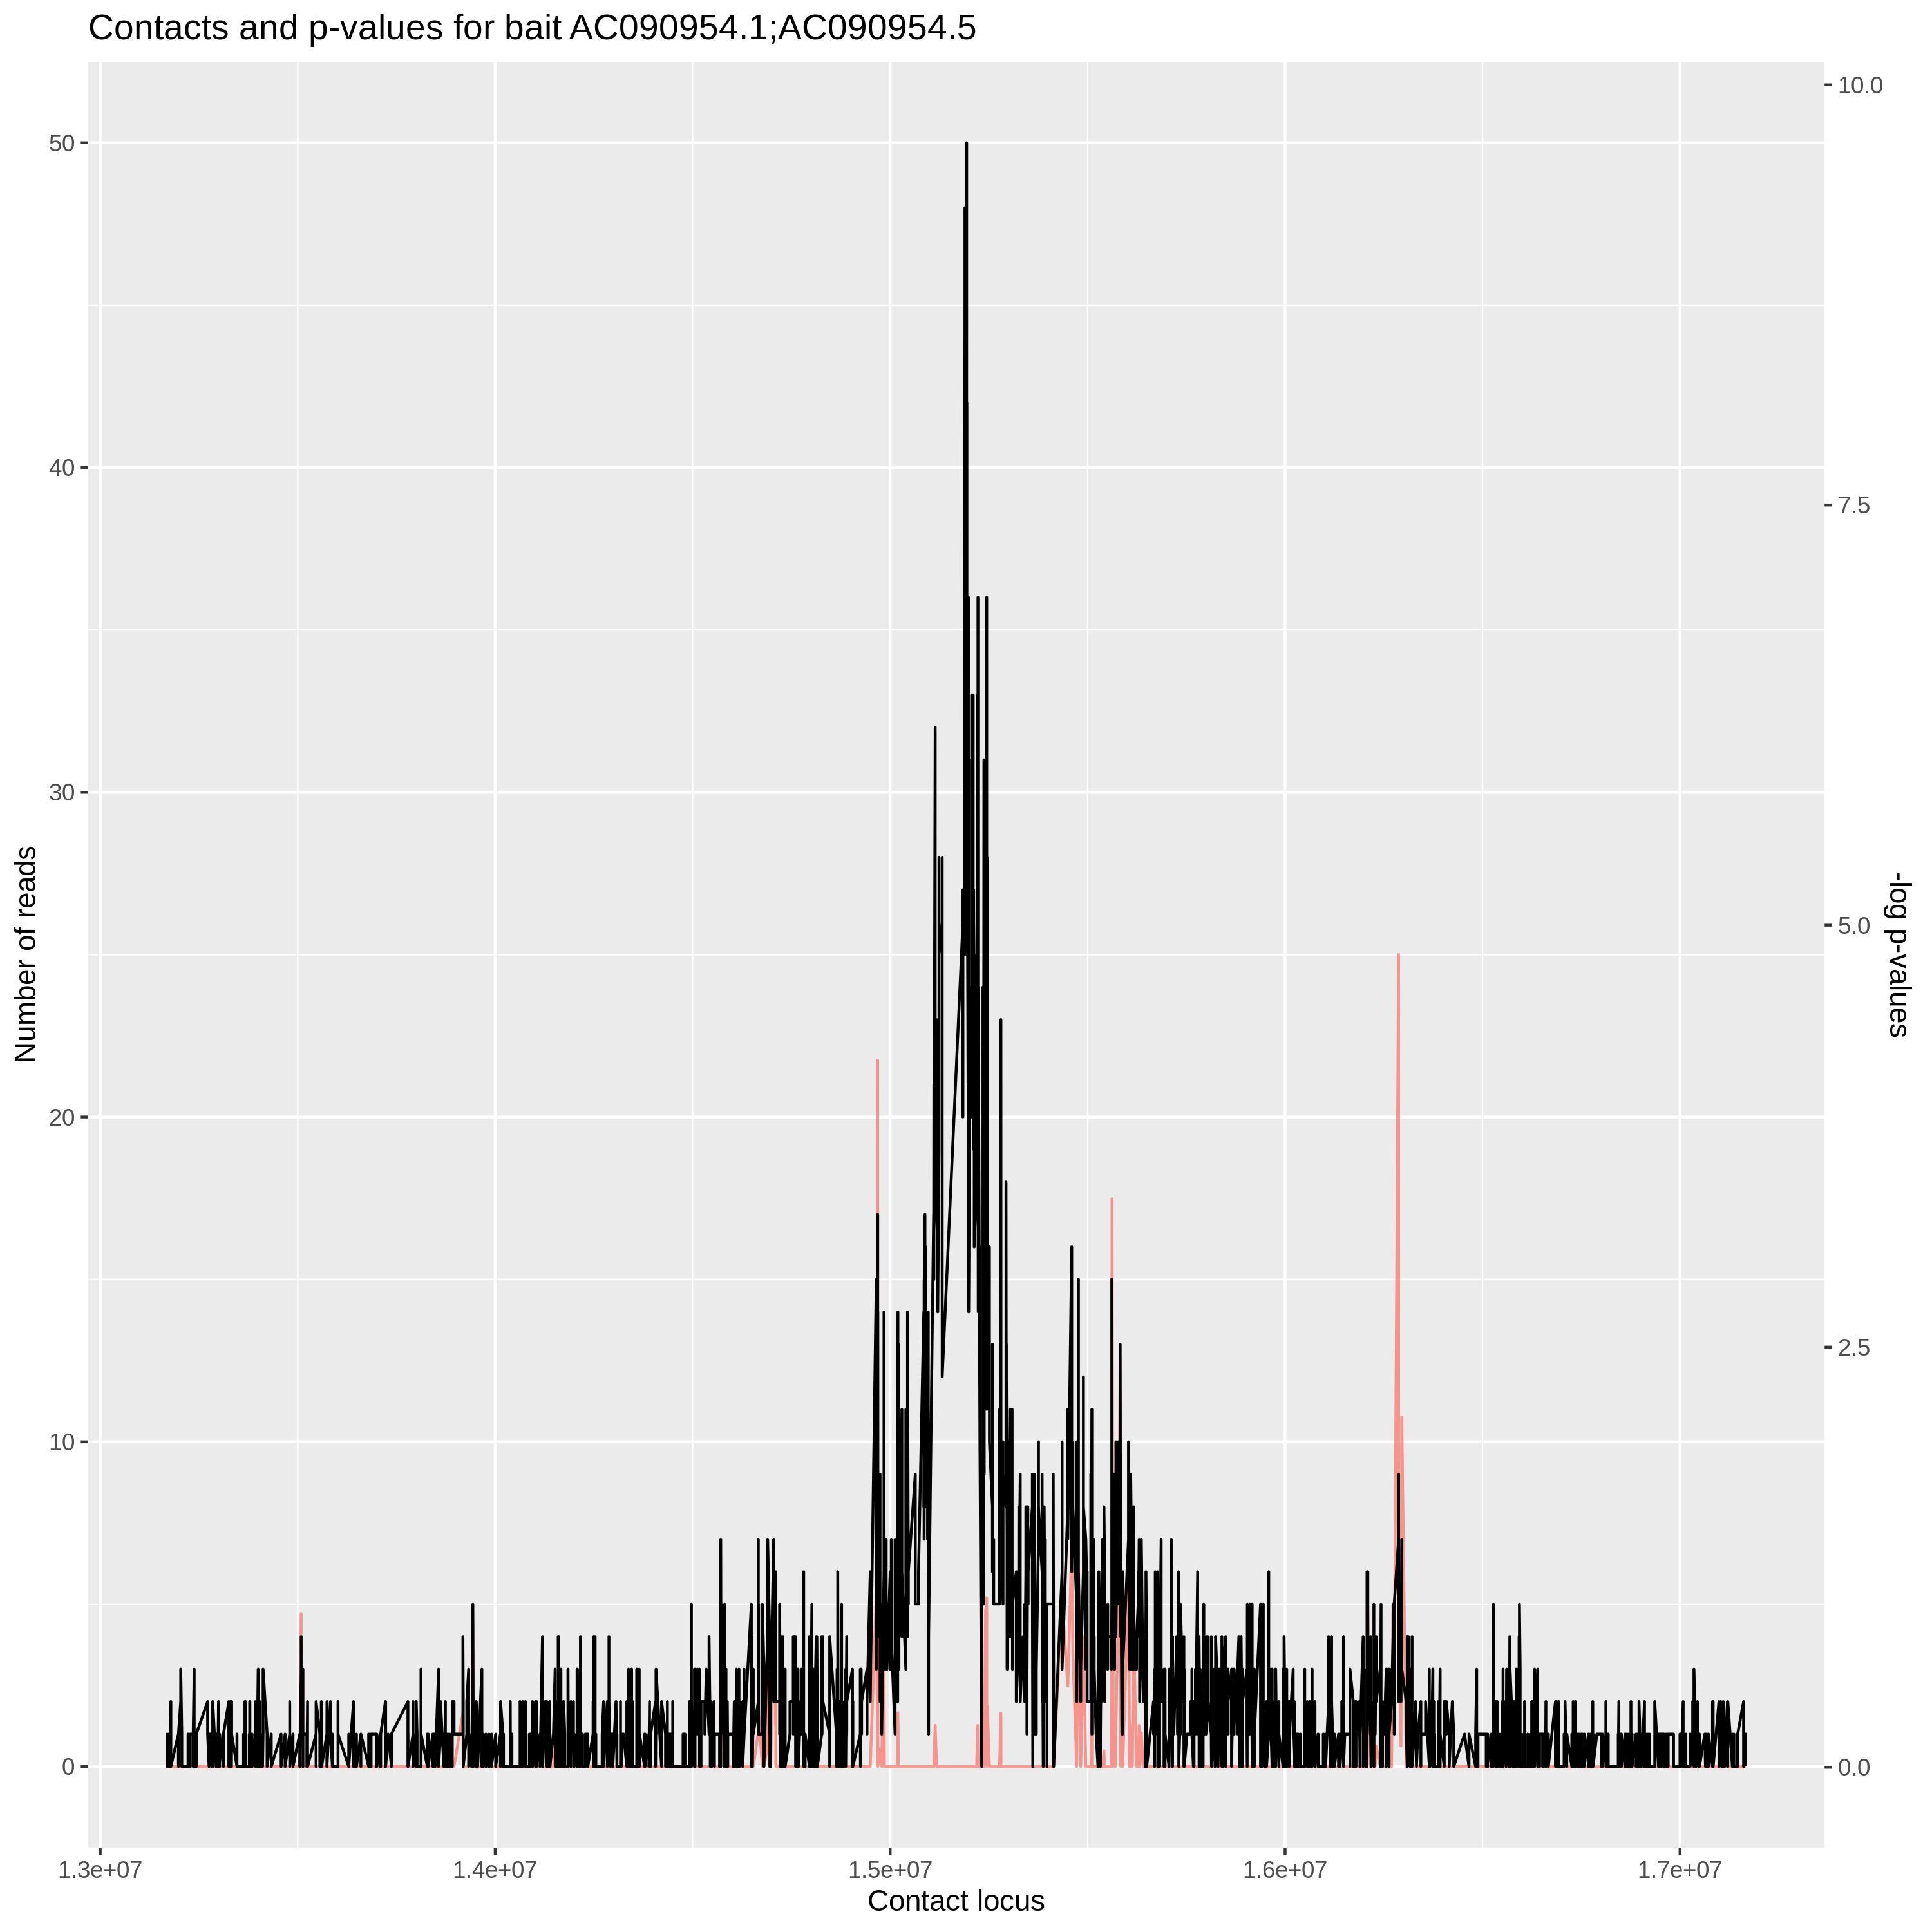 Contacts and p-values for bait AC090954.1;AC090954.5
Number of reads
50
40
30
20
10
0
10.0
7.5
5.0
2.5
0.0
-log p-values
1.3e+07
1.4e+07
1.5e+07
1.6e+07
1.7e+07
Contact locus